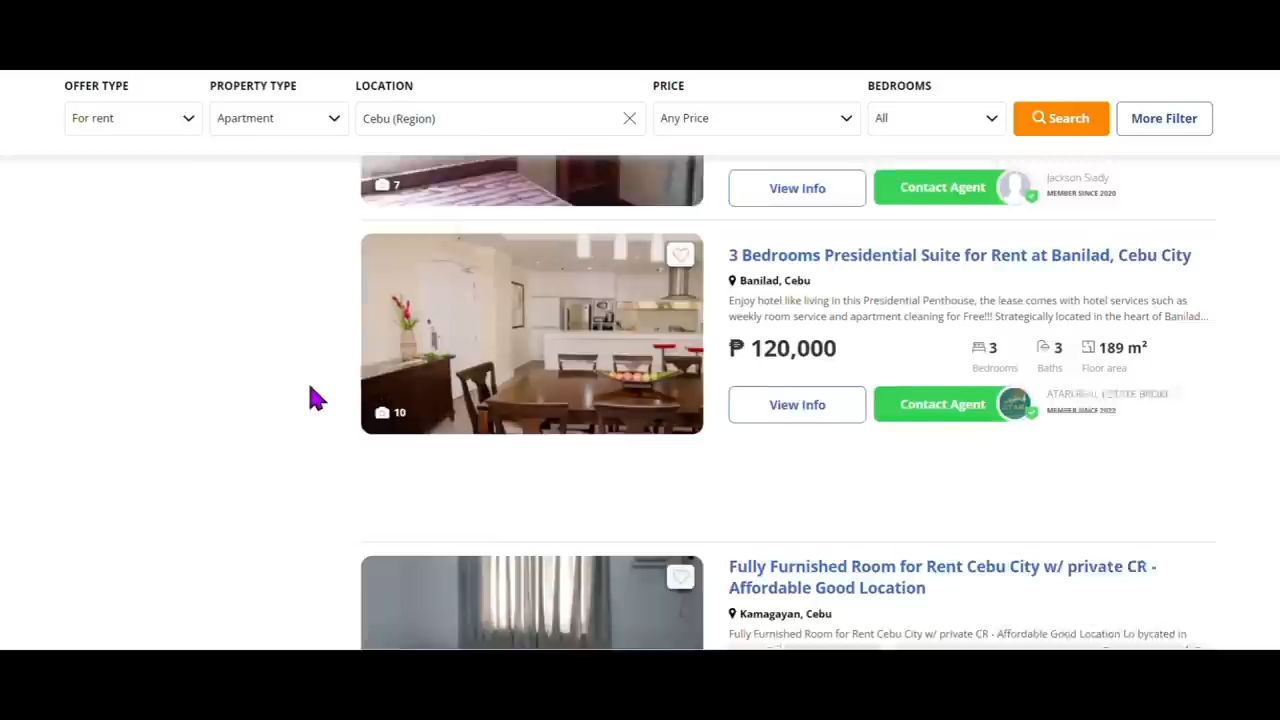 OFFER TYPE
PROPERTY TYPE
LOCATION
PRICE
BEDROOMS
For rent
Apartment
Cebu (Region)
Any Price
All
Search
More Filter
7
View Info
Contact Agent
Jackson Siady
MEMBER SINCE 2020
3 Bedrooms Presidential Suite for Rent at Banilad, Cebu City
Banilad, Cebu
Enjoy hotel like living in this Presidential Penthouse, the lease comes with hotel services such as
weekly room service and apartment cleaning for Free!!! Strategically located in the heart of Banilad...
₱ 120,000
3
3
189 m²
Bedrooms
Baths
Floor area
10
View Info
Contact Agent
ATARI
MEMBER SINCE 2022
Fully Furnished Room for Rent Cebu City w/ private CR -
Affordable Good Location
Kamagayan, Cebu
Fully Furnished Room for Rent Cebu City w/ private CR - Affordable Good Location Lo bycated in